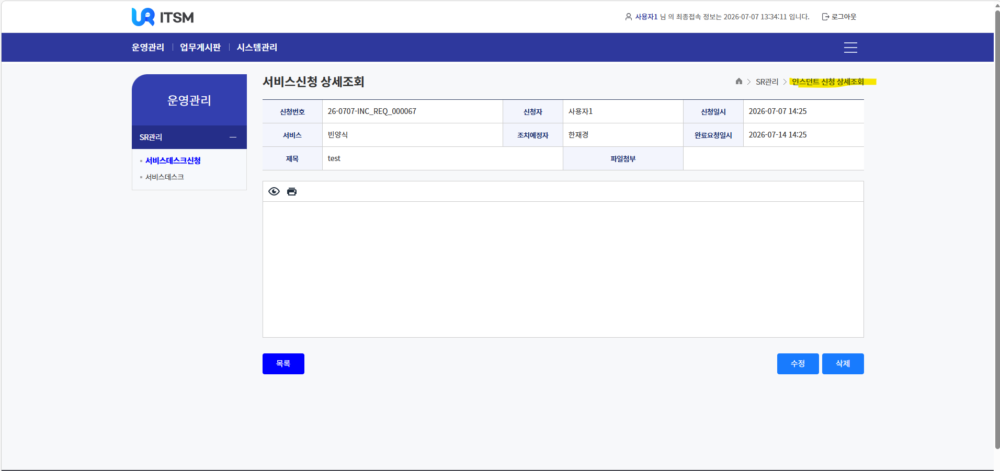 UR ITSM
사용자1 님 의 최종접속 정보는 2026-07-07 13:34:11 입니다. 로그아웃
운영관리 업무게시판 시스템관리
운영관리
SR관리
서비스데스크신청
서비스데스크
서비스신청 상세조회
SR관리 인스던트 신청 상세조회
신청번호 26-0707-INC_REQ_000067 신청자 사용자1 신청일시 2026-07-07 14:25
서비스 빈양식 조치예정자 한재경 완료요청일시 2026-07-14 14:25
제목 test 파일첨부
목록 수정 삭제